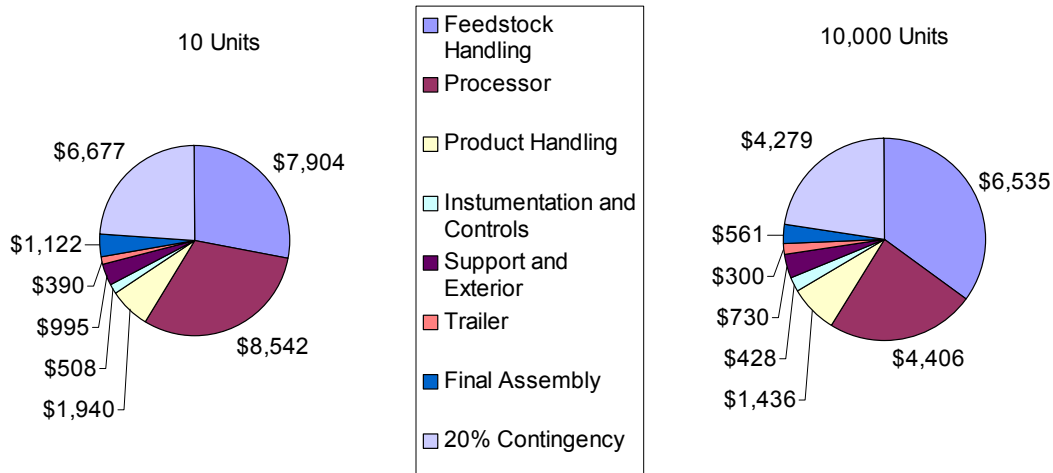 10 Units
$7,904
$8,542
$1,940
$508
$995
$390
$1,122
$6,677
Feedstock
Handling
Processor
Product Handling
Instumentation and
Controls
Support and
Exterior
Trailer
Final Assembly
20% Contingency
10,000 Units
$6,535
$4,406
$1,436
$428
$730
$300
$561
$4,279